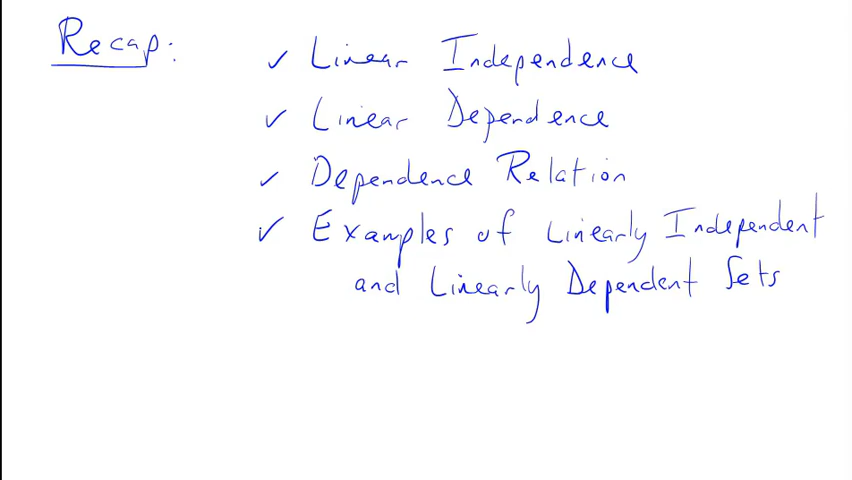 Recap:
✓ Linear Independence
✓ Linear Dependence
✓ Dependence Relation
✓ Examples of Linearly Independent
and Linearly Dependent Sets